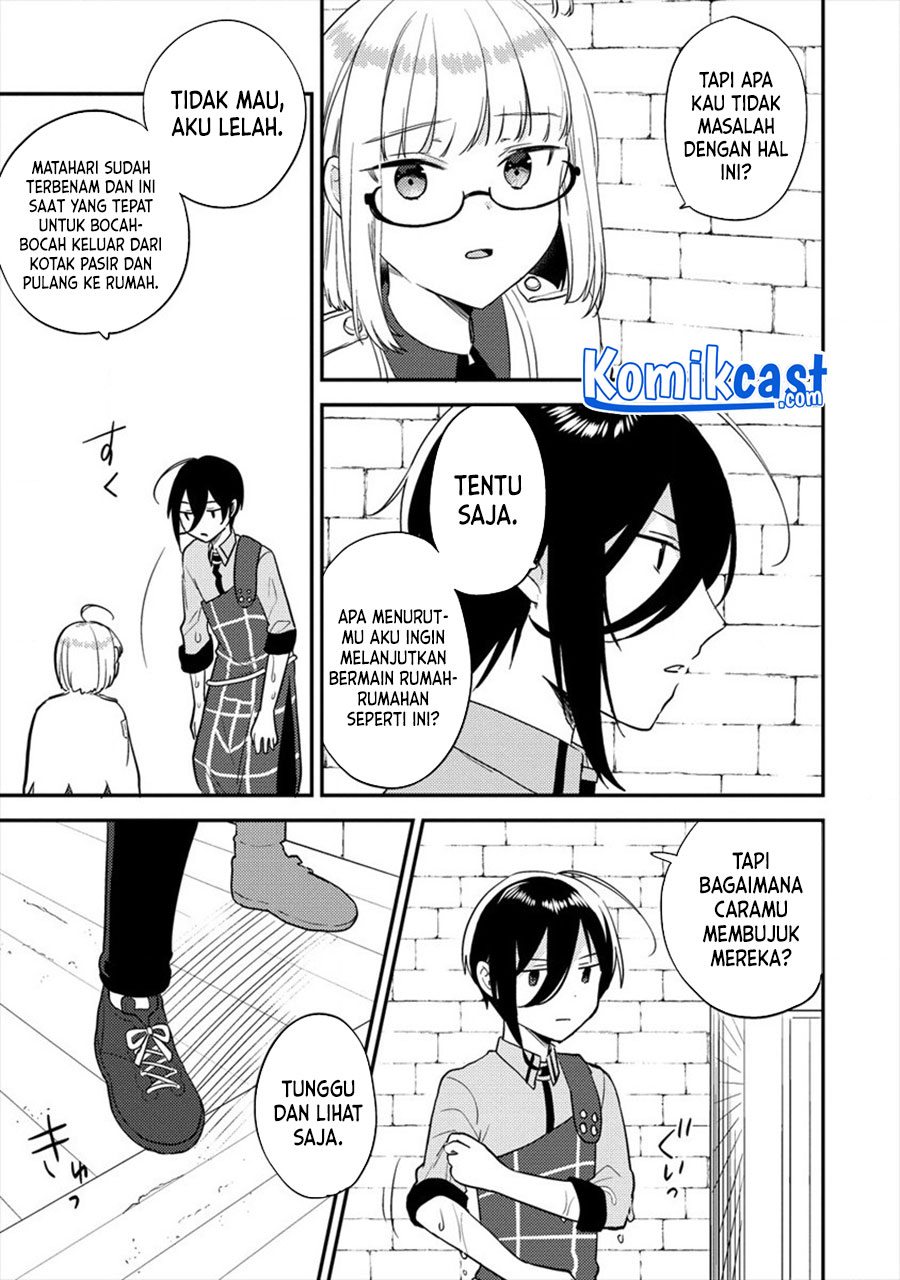 TAPI APA
KAU TIDAK
MASALAH
DENGAN HAL
INI?
Komikcast
.com
TENTU
SAJA.
APA MENURUT-
MU AKU INGIN
MELANJUTKAN
BERMAIN RUMAH-
RUMAHAN
SEPERTI INI?
TIDAK MAU,
AKU LELAH.
MATAHARI SUDAH
TERBENAM DAN INI
SAAT YANG TEPAT
UNTUK BOCAH-
BOCAH KELUAR DARI
KOTAK PASIR DAN
PULANG KE RUMAH.
すく
TAPI
BAGAIMANA
CARAMU
MEMBUJUK
MEREKA?
ぐいっ
TUNGGU
DAN LIHAT
SAJA.
きゅっ